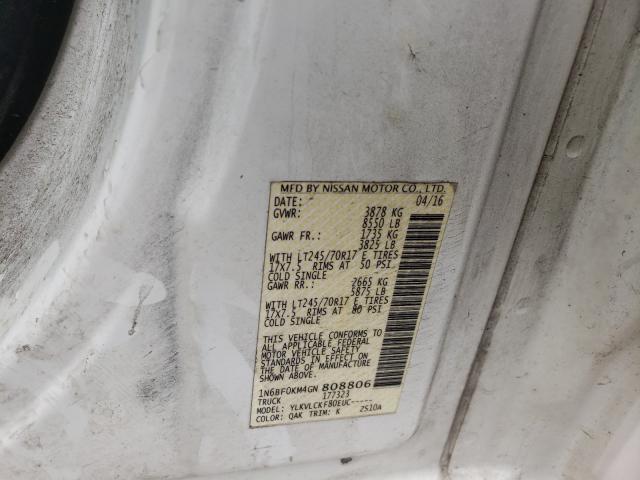 MFD BY NISSAN MOTOR CO., LTD.
DATE: 04/16
GVWR: 3878 KG
8550 LB
GAWR FR.: 1735 KG
3825 LB
WITH LT245/70R17 E TIRES
17X7.5 RIMS AT 50 PSI
COLD SINGLE
GAWR RR.: 2665 KG
5875 LB
WITH LT245/70R17 E TIRES
17X7.5 RIMS AT 80 PSI
COLD SINGLE
THIS VEHICLE CONFORMS TO
ALL APPLICABLE FEDERAL
MOTOR VEHICLE SAFETY
STANDARDS IN EFFECT ON
THE DATE OF MANUFACTURE
SHOWN ABOVE.
1N6BF0KM4GN 808806
TRUCK 177323
MODEL: YLKVLCKF80EUC-----
COLOR: QAK TRIM: K 2S10A